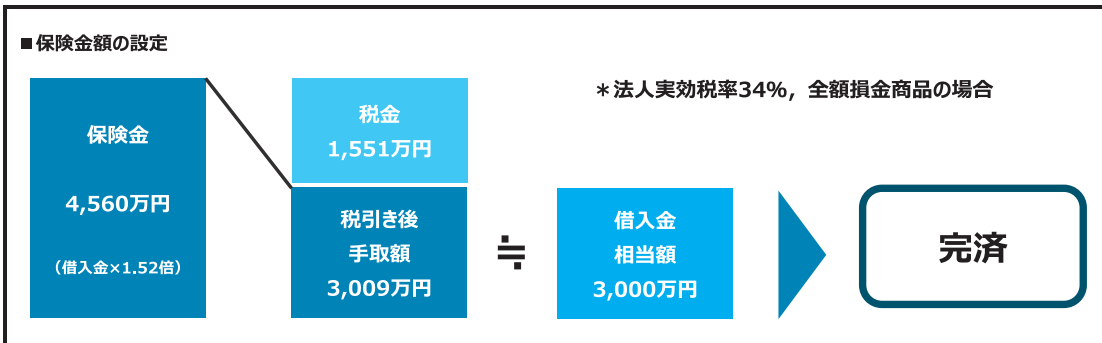 ■保険金額の設定
＊法人実効税率34%，全額損金商品の場合
保険金
4,560万円
（借入金×1.52倍）
税金
1,551万円
税引き後
手取額
3,009万円
≒
借入金
相当額
3,000万円
完済